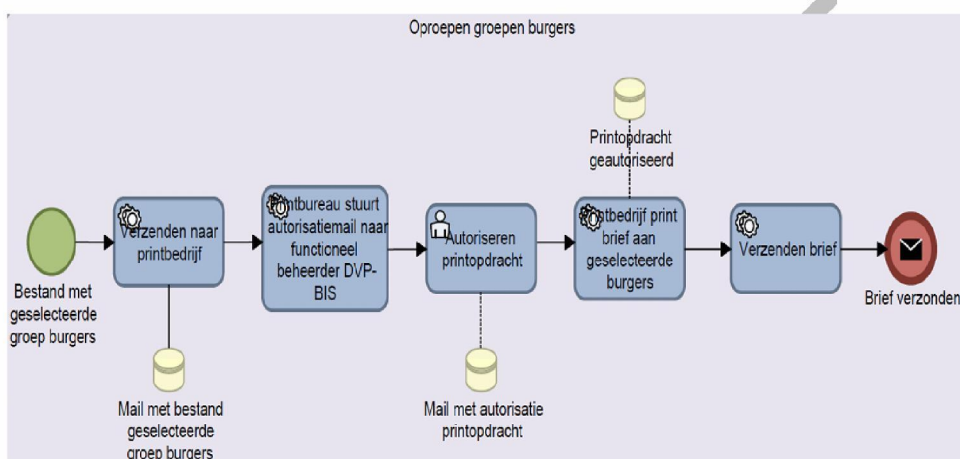 Oproepen groepen burgers
Printopdracht
geautoriseerd
Bestand met
geselecteerde
groep burgers
Verzenden naar
printbedrijf
stuurt
autorisatiemail naar
functioneel
beheerder DVP-
BIS
Autoriseren
printopdracht
print
brief aan
geselecteerde
burgers
Verzenden brief
Brief verzonden
Mail met bestand
geselecteerde
groep burgers
Mail met autorisatie
printopdracht